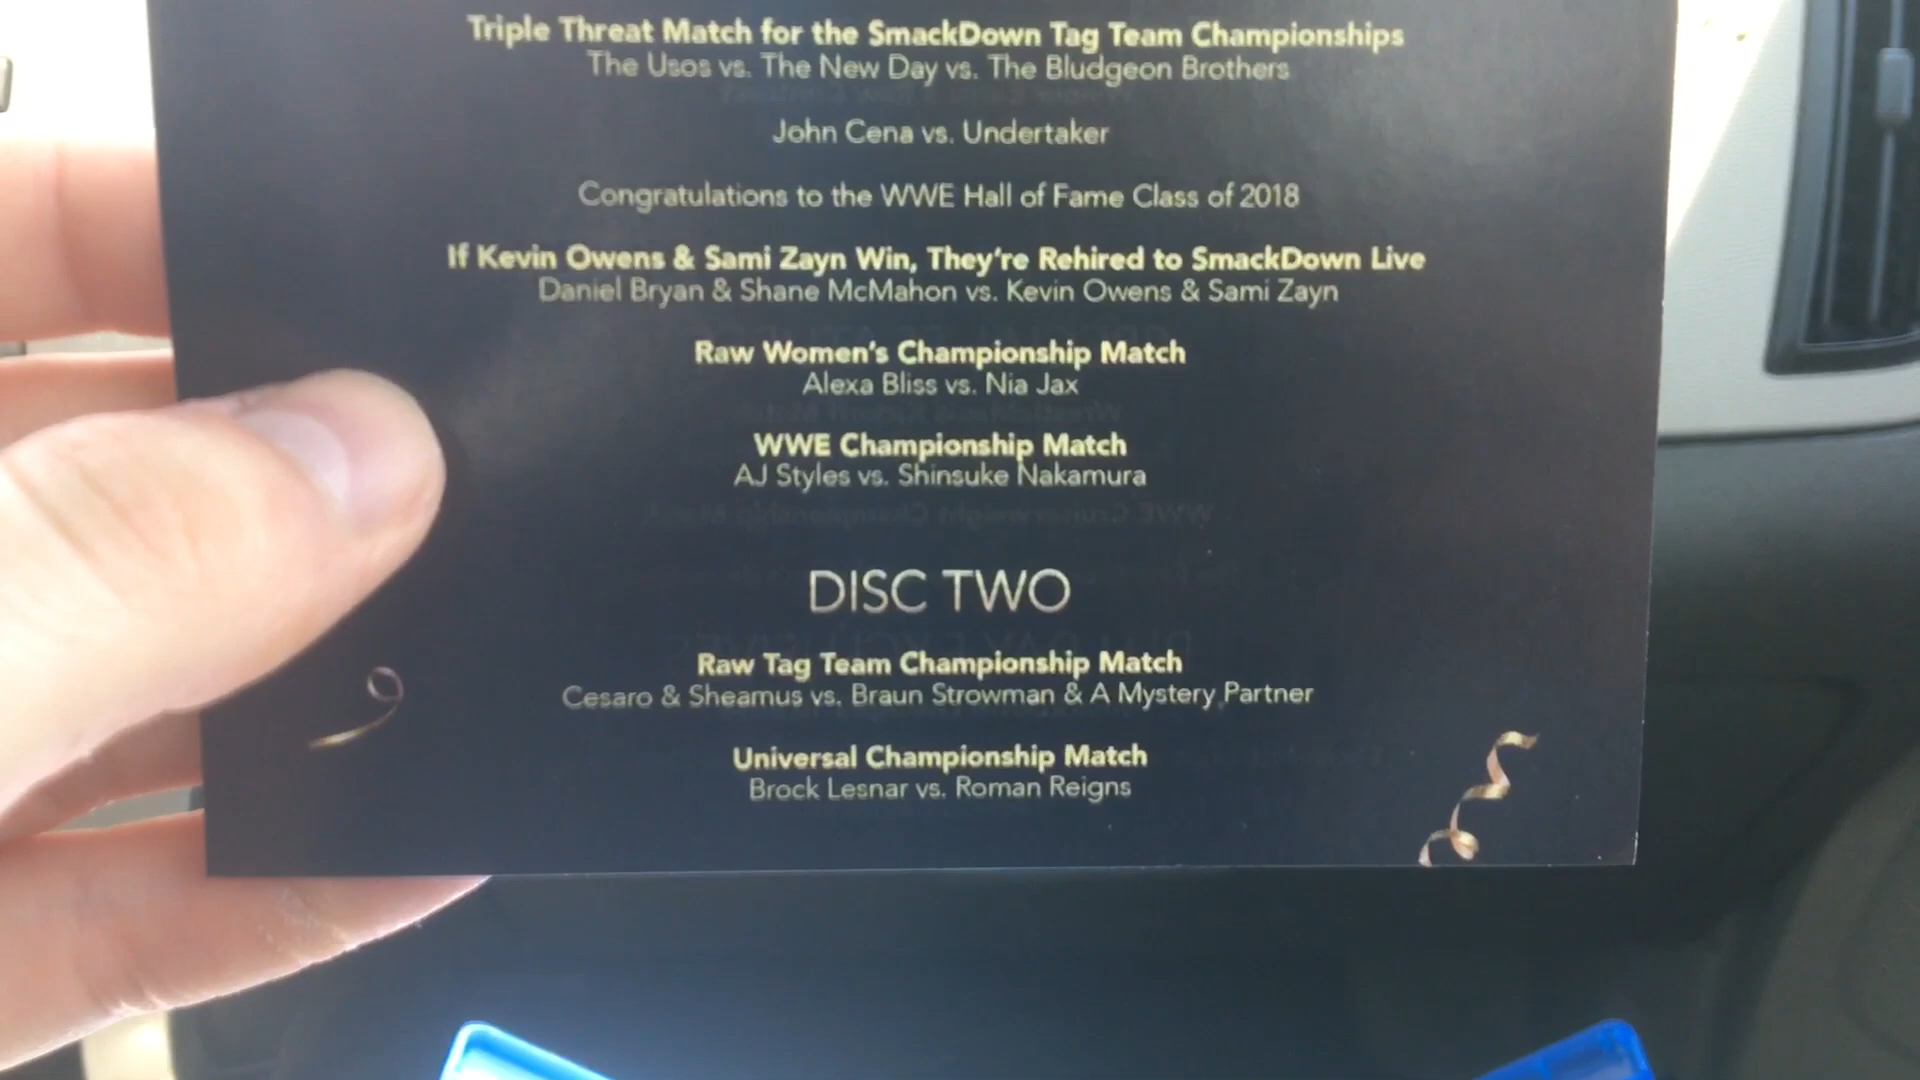 Triple Threat Match for the SmackDown Tag Team Championships
The Usos vs. The New Day vs. The Bludgeon Brothers
John Cena vs. Undertaker
Congratulations to the WWE Hall of Fame Class of 2018
If Kevin Owens & Sami Zayn Win, They're Rehired to SmackDown Live
Daniel Bryan & Shane McMahon vs. Kevin Owens & Sami Zayn
Raw Women's Championship Match
Alexa Bliss vs. Nia Jax
WWE Championship Match
AJ Styles vs. Shinsuke Nakamura
DISC TWO
Raw Tag Team Championship Match
Cesaro & Sheamus vs. Braun Strowman & A Mystery Partner
Universal Championship Match
Brock Lesnar vs. Roman Reigns